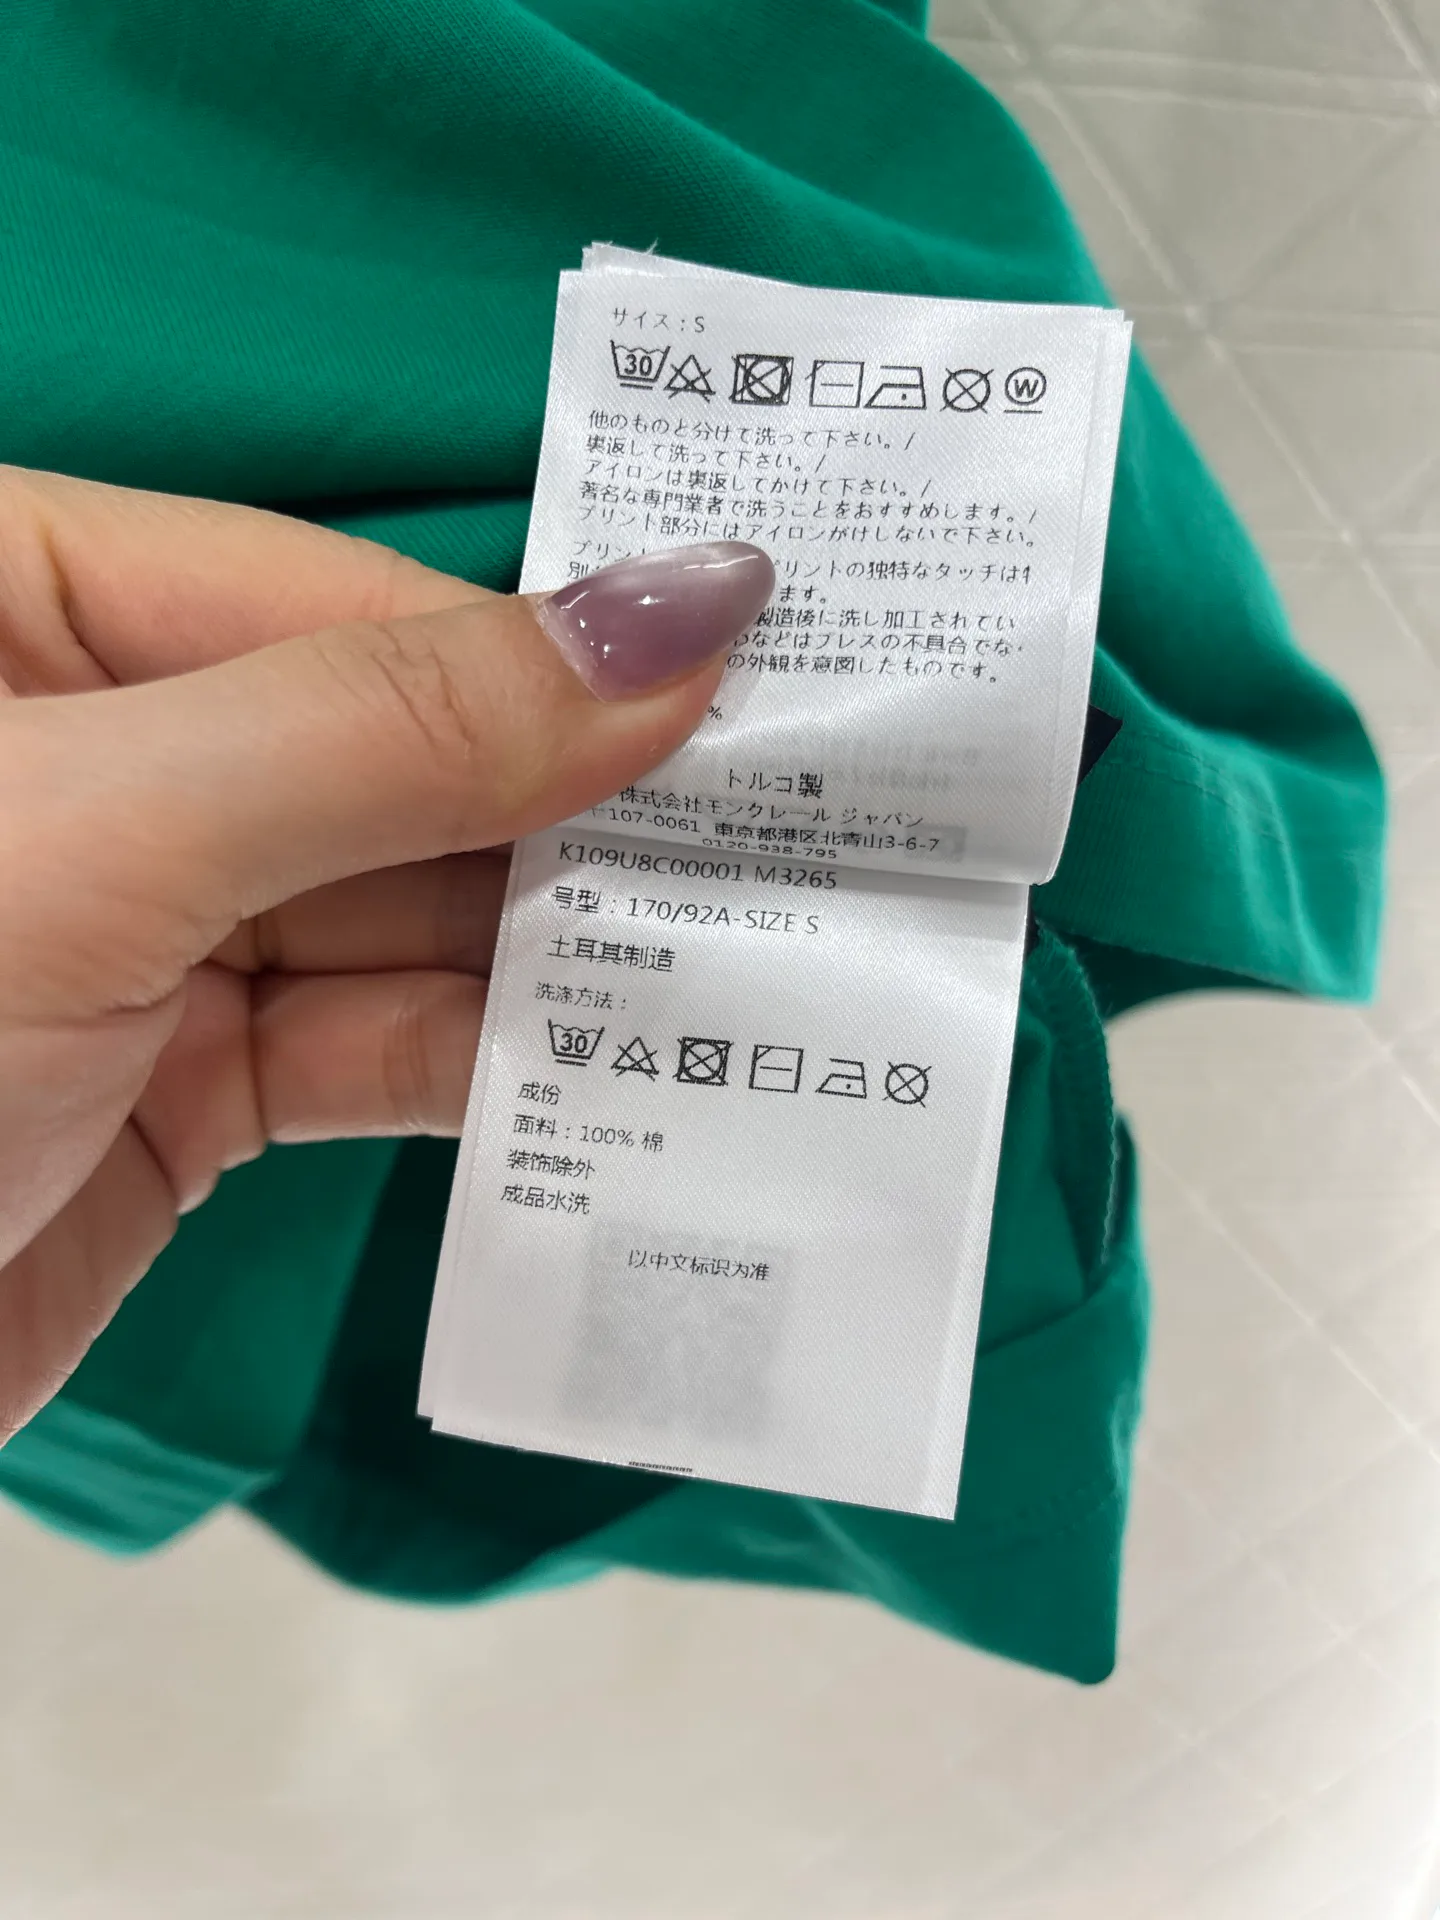 サイズ : S
30
W
他のものと分けて洗って下さい。/
裏返して洗って下さい。/
アイロンは裏返してかけて下さい。/
著名な専門業者で洗うことをおすすめします。/
プリント部分にはアイロンがけしないで下さい。
プリン リントの独特なタッチは
別 ます。
製造後に洗し加工されてい
などはプレスの不具合でな
の外観を意図したものです。
%
トルコ製
株式会社モンクレール ジャパン
〒107-0061 東京都港区北青山3-6-7
0120-938-795
K109U8C00001 M3265
号型 : 170/92A-SIZE S
土耳其制造
洗涤方法 :
30
成份
面料 : 100% 棉
装饰除外
成品水洗
以中文标识为准